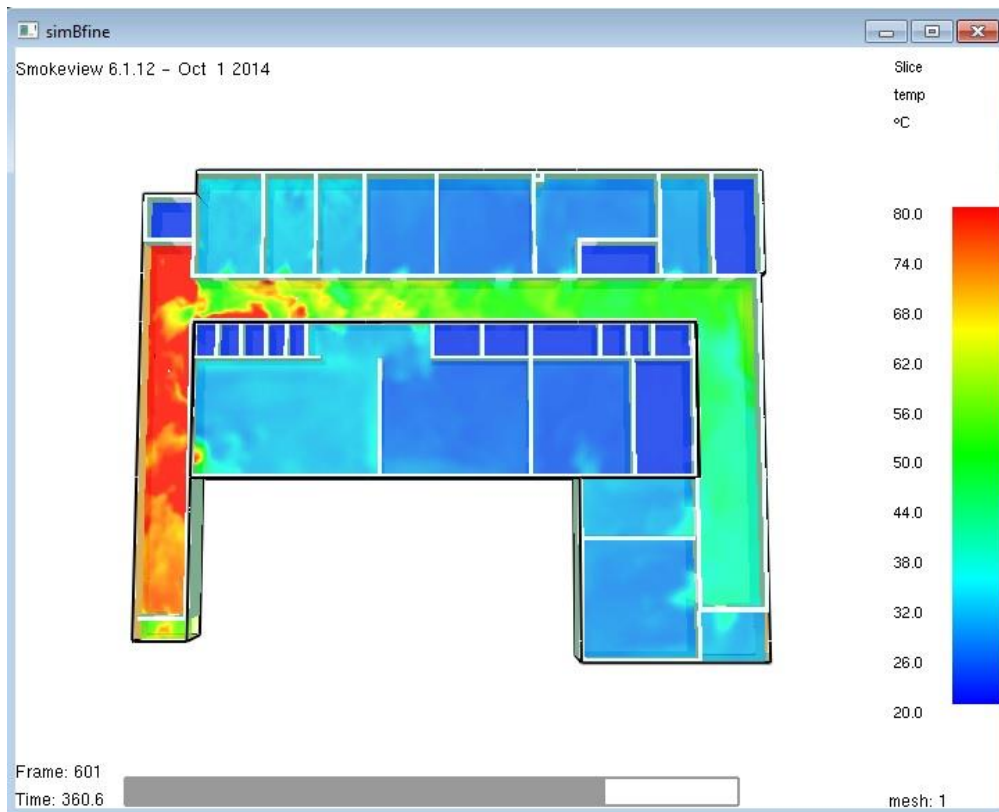 simBfine
Smokeview 6.1.12 - Oct 1 2014
Slice
temp
ºC
80.0
74.0
68.0
62.0
56.0
50.0
44.0
38.0
32.0
26.0
20.0
Frame: 601
Time: 360.6
mesh: 1